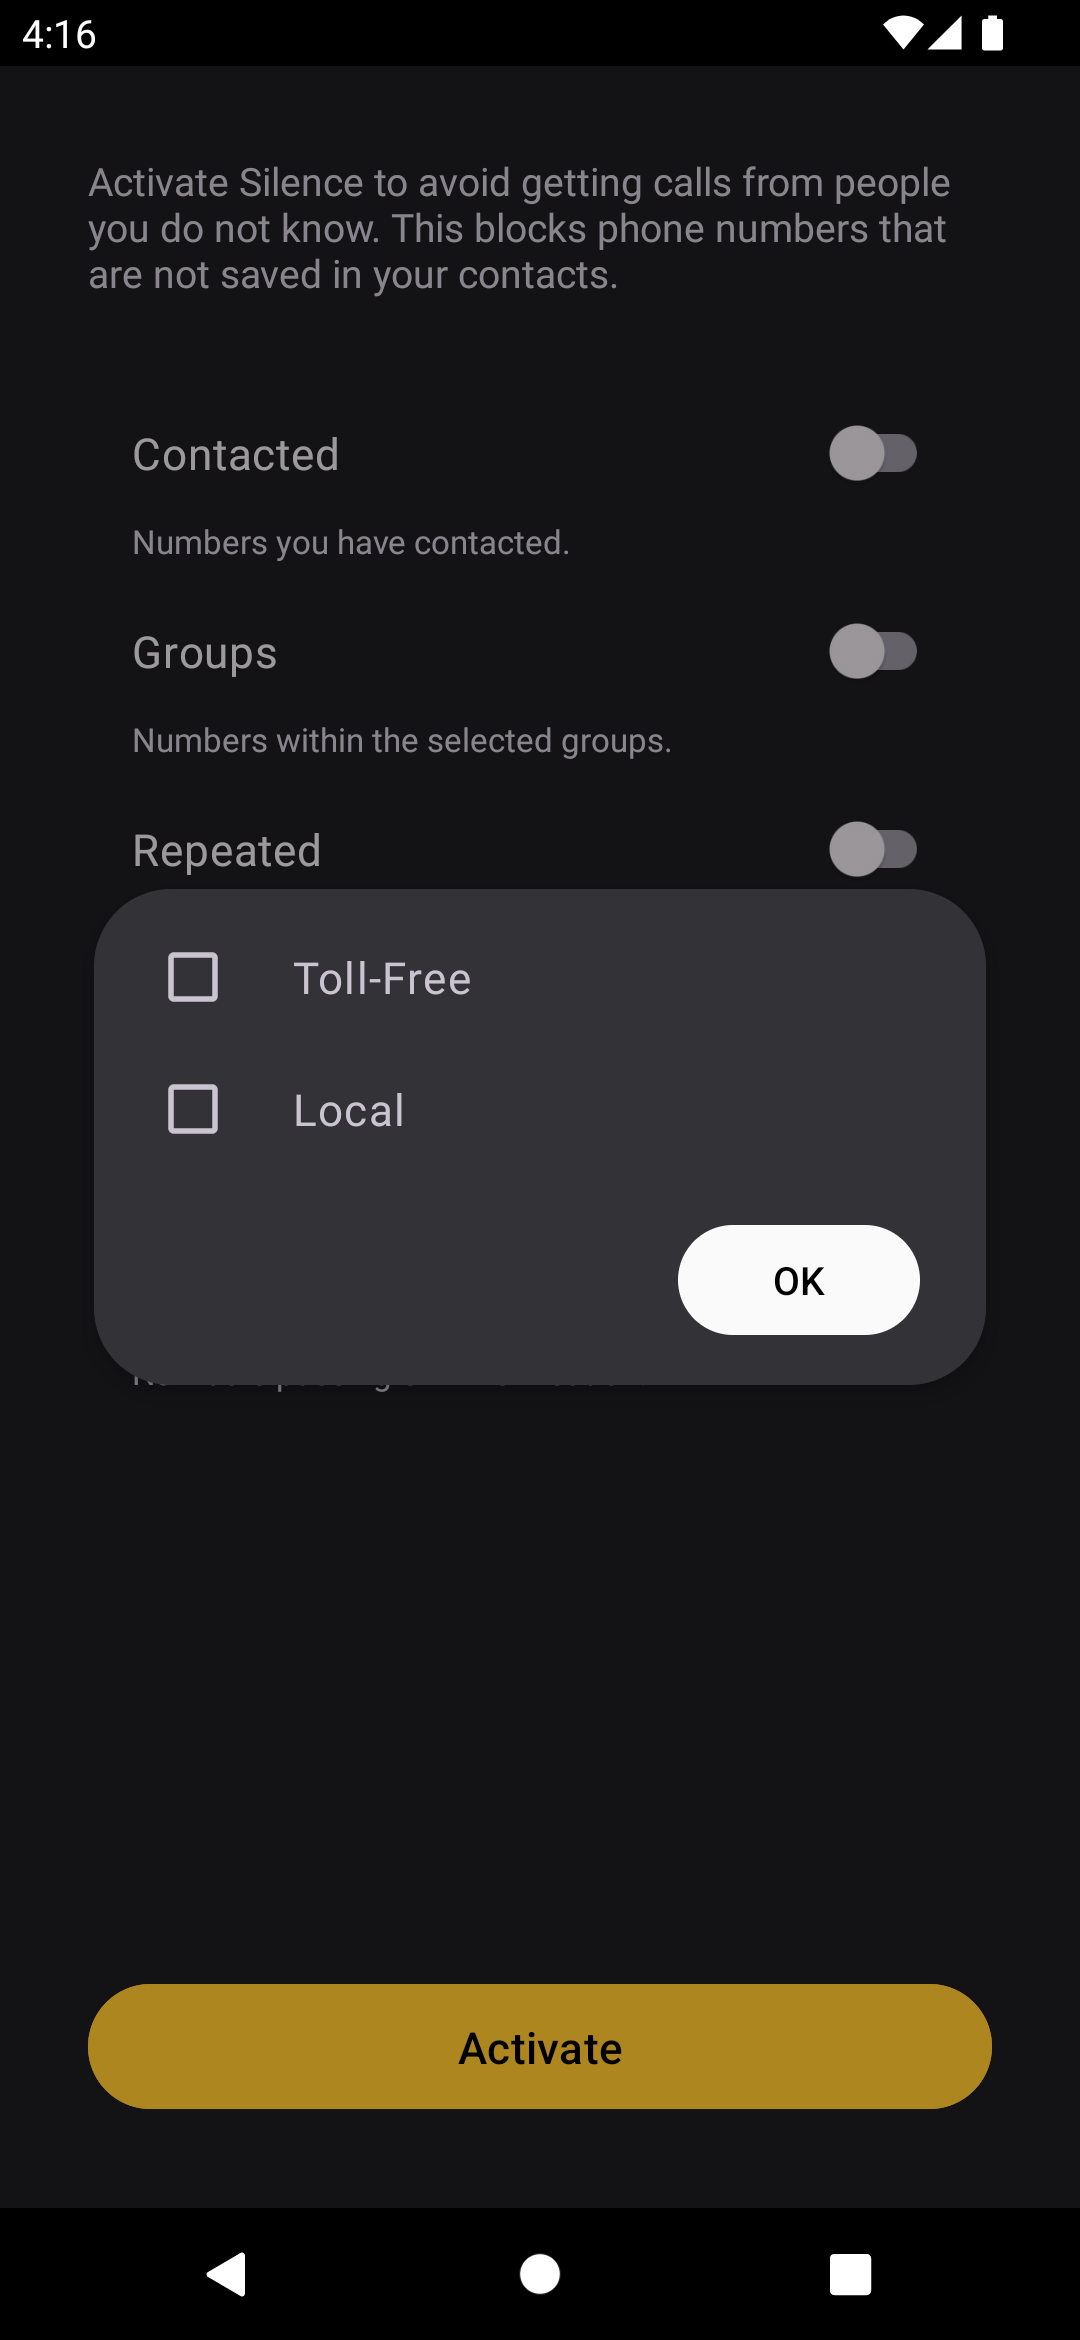 4:16
Activate Silence to avoid getting calls from people
you do not know. This blocks phone numbers that
are not saved in your contacts.
Contacted
Numbers you have contacted.
Groups
Numbers within the selected groups.
Repeated
Toll-Free
Local
OK
Activate